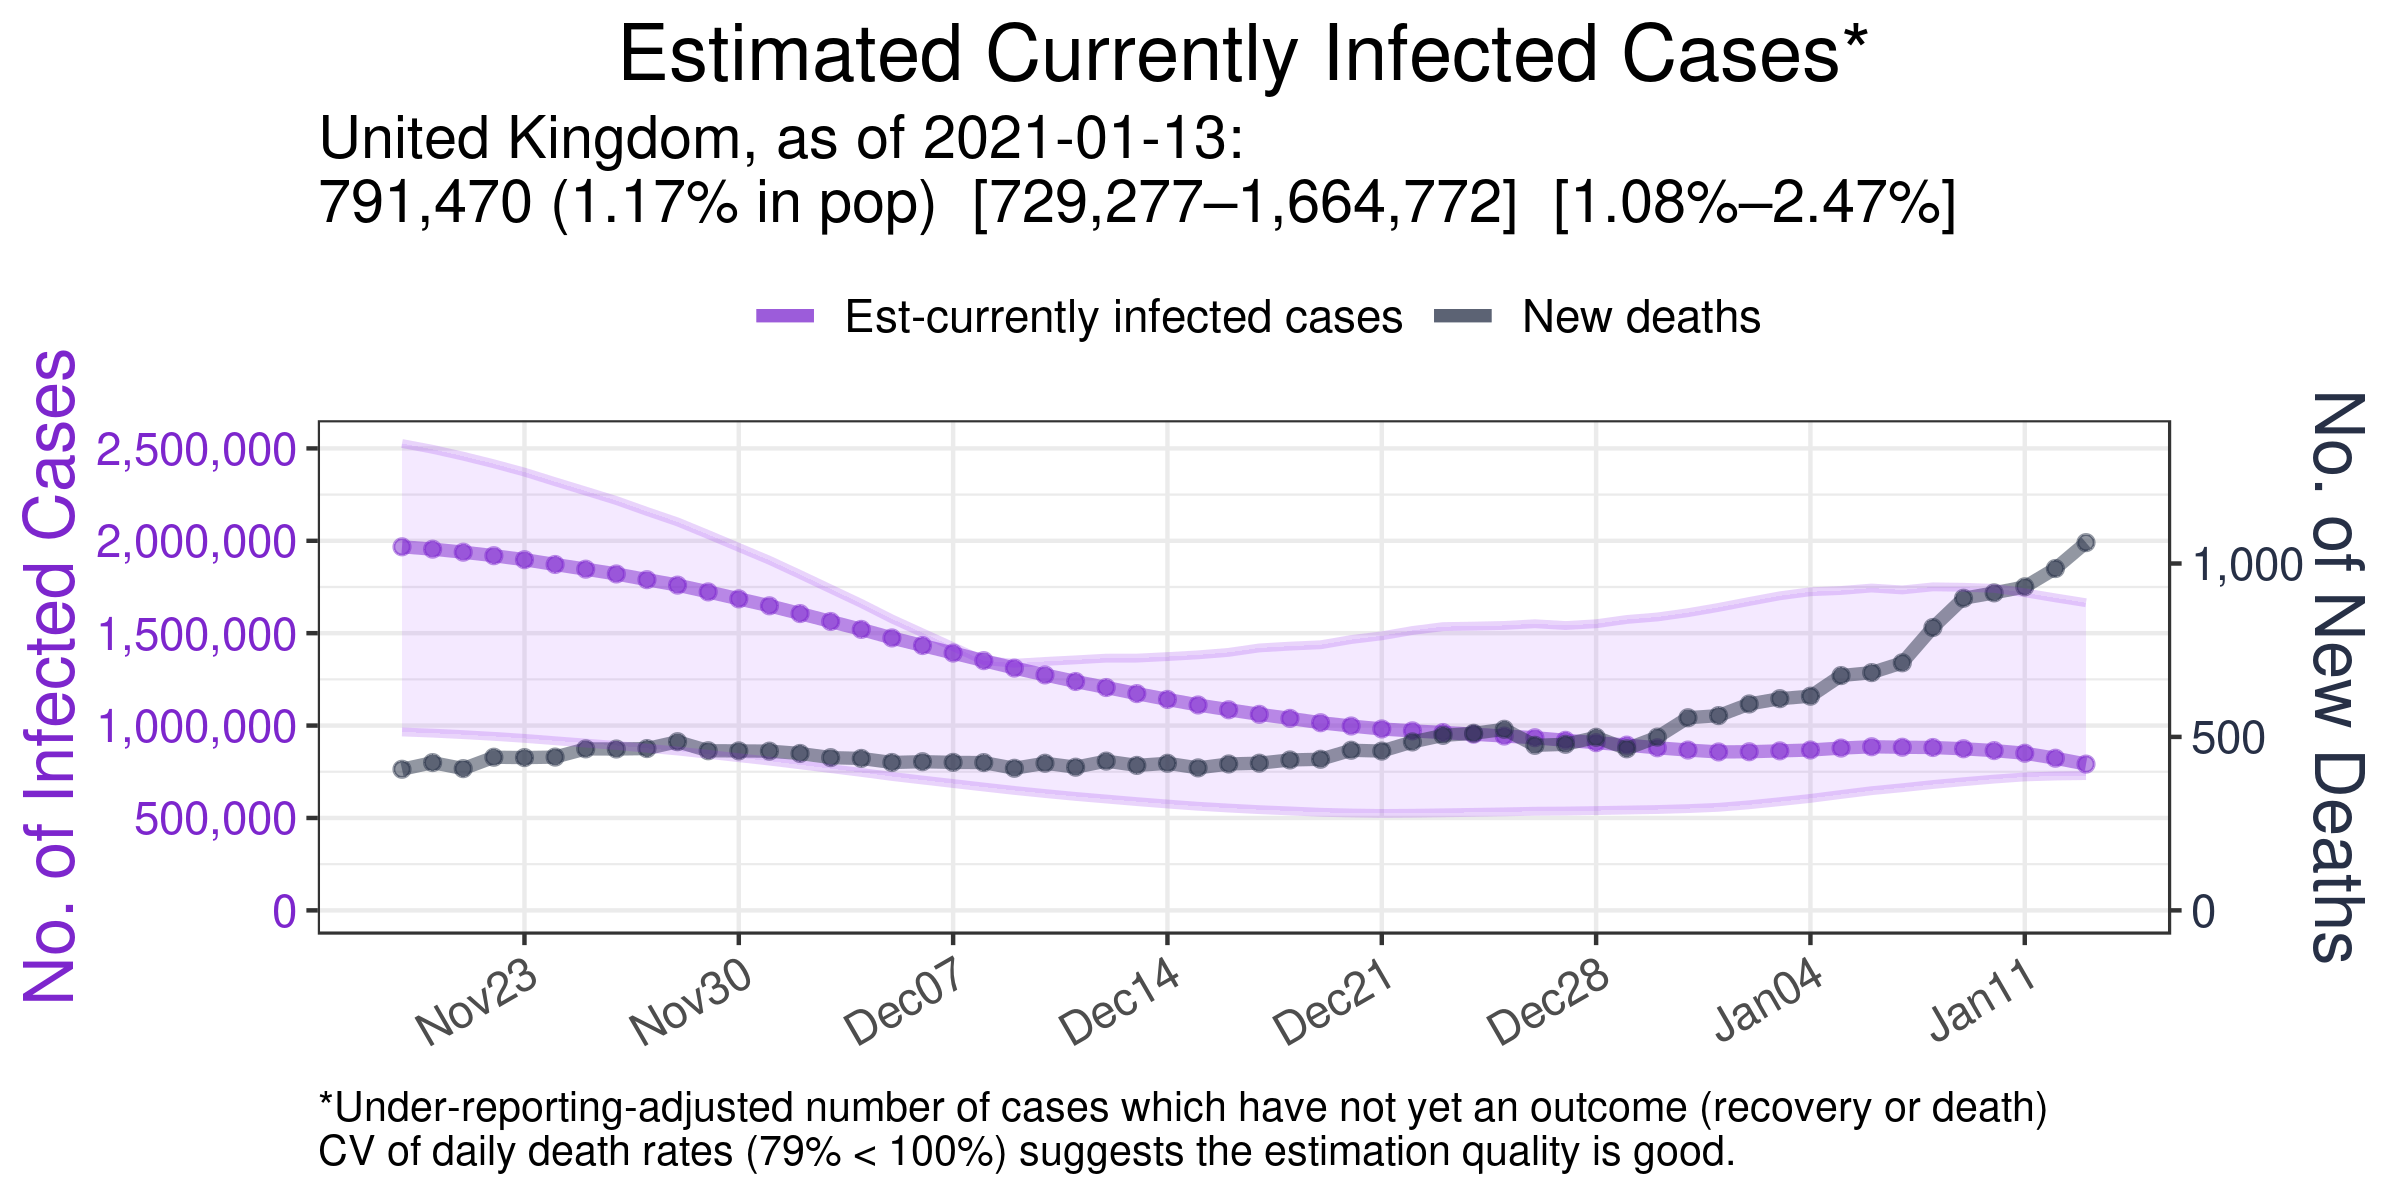 Estimated Currently Infected Cases*
United Kingdom, as of 2021-01-13:
791,470 (1.17% in pop)  [729,277–1,664,772]  [1.08%–2.47%]
Est-currently infected cases
New deaths
No. of Infected Cases
2,500,000
2,000,000
1,500,000
1,000,000
500,000
0
No. of New Deaths
1,000
500
0
Nov23
Nov30
Dec07
Dec14
Dec21
Dec28
Jan04
Jan11
*Under-reporting-adjusted number of cases which have not yet an outcome (recovery or death)
CV of daily death rates (79% < 100%) suggests the estimation quality is good.